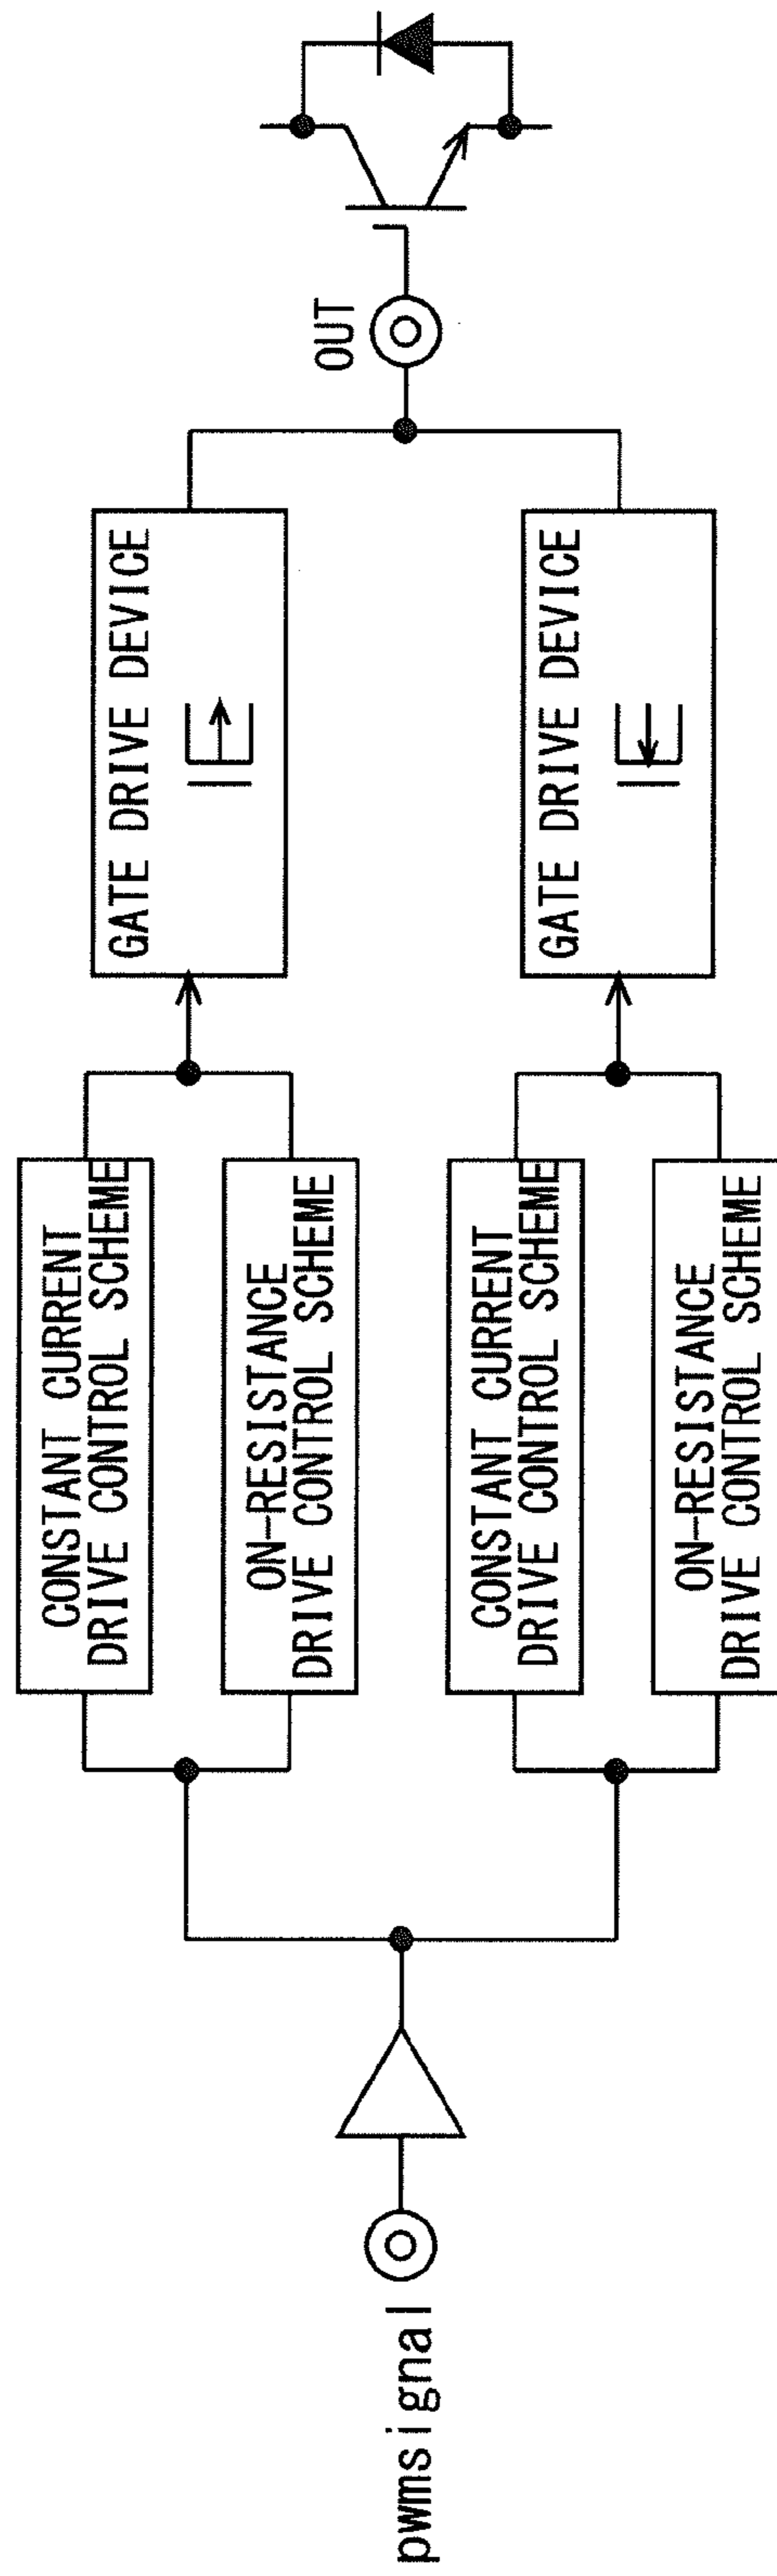 pwmsignal
CONSTANT CURRENT
DRIVE CONTROL SCHEME
ON-RESISTANCE
DRIVE CONTROL SCHEME
CONSTANT CURRENT
DRIVE CONTROL SCHEME
ON-RESISTANCE
DRIVE CONTROL SCHEME
GATE DRIVE DEVICE
GATE DRIVE DEVICE
OUT